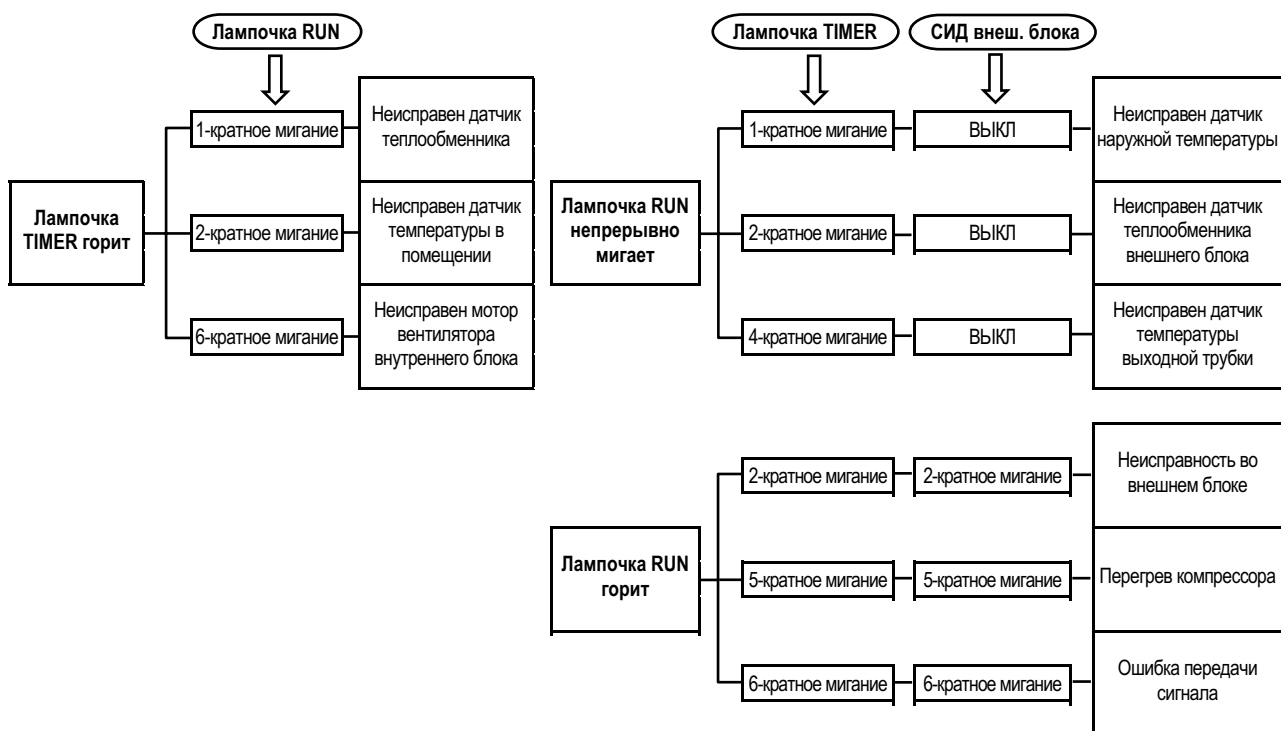 Лампочка RUN
1-кратное мигание
Неисправен датчик
теплообменника
Лампочка
TIMER горит
2-кратное мигание
Неисправен датчик
температуры в
помещении
6-кратное мигание
Неисправен мотор
вентилятора
внутреннего блока
Лампочка TIMER
СИД внеш. блока
1-кратное мигание
ВЫКЛ
Неисправен датчик
наружной температуры
Лампочка RUN
непрерывно
мигает
2-кратное мигание
ВЫКЛ
Неисправен датчик
теплообменника
внешнего блока
4-кратное мигание
ВЫКЛ
Неисправен датчик
температуры
выходной трубки
2-кратное мигание
2-кратное мигание
Неисправность во
внешнем блоке
Лампочка RUN
горит
5-кратное мигание
5-кратное мигание
Перегрев компрессора
6-кратное мигание
6-кратное мигание
Ошибка передачи
сигнала